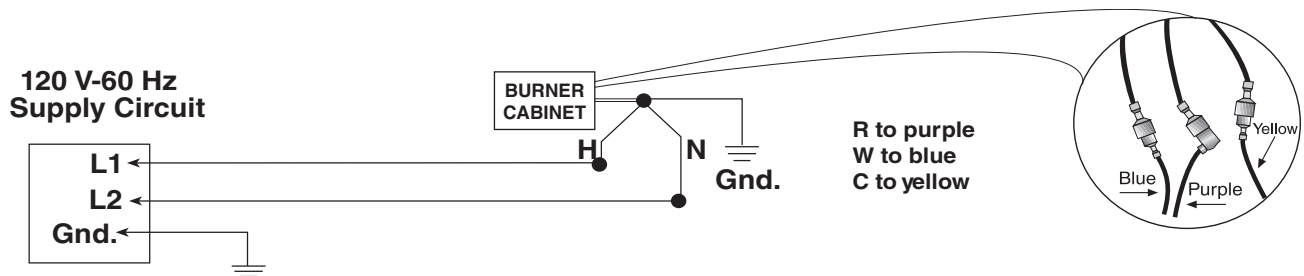 120 V-60 Hz
Supply Circuit
L1
L2
Gnd.
BURNER
CABINET
H
N
Gnd.
R to purple
W to blue
C to yellow
Blue
Purple
Yellow